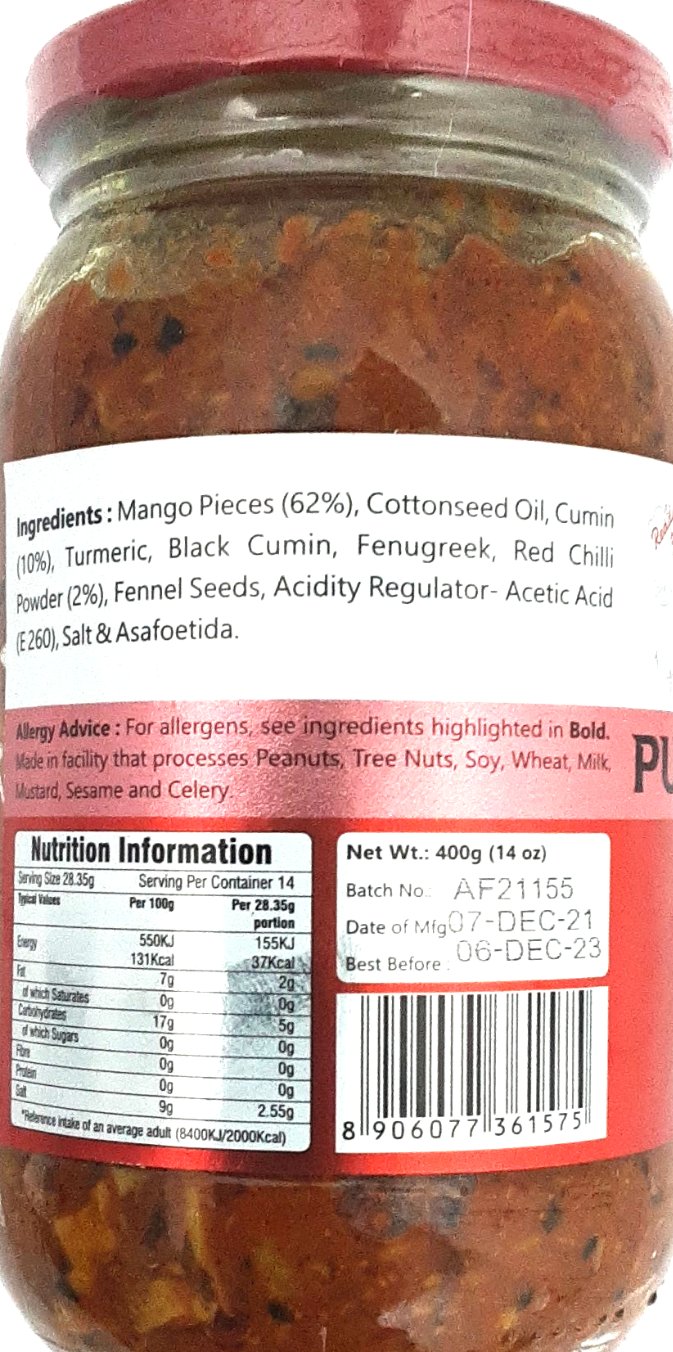 Ingredients : Mango Pieces (62%), Cottonseed Oil, Cumin
(10%), Turmeric, Black Cumin, Fenugreek, Red Chilli
Powder (2%), Fennel Seeds, Acidity Regulator- Acetic Acid
(E 260), Salt & Asafoetida.
Allergy Advice : For allergens, see ingredients highlighted in Bold.
Made in facility that processes Peanuts, Tree Nuts, Soy, Wheat, Milk,
Mustard, Sesame and Celery.
PU
Nutrition Information
Serving Size 28.35g Serving Per Container 14
Typical Values Per 100g Per 28.35g
portion
Energy 550KJ 155KJ
131Kcal 37Kcal
Fat 7g 2g
of which Saturates 0g 0g
Carbohydrates 17g 5g
of which Sugars 0g 0g
Fibre 0g 0g
Protein 0g 0g
Salt 9g 2.55g
*Reference intake of an average adult (8400KJ/2000Kcal)
Net Wt.: 400g (14 oz)
Batch No.: AF21155
Date of Mfg 07-DEC-21
Best Before : 06-DEC-23
8 906077 361575